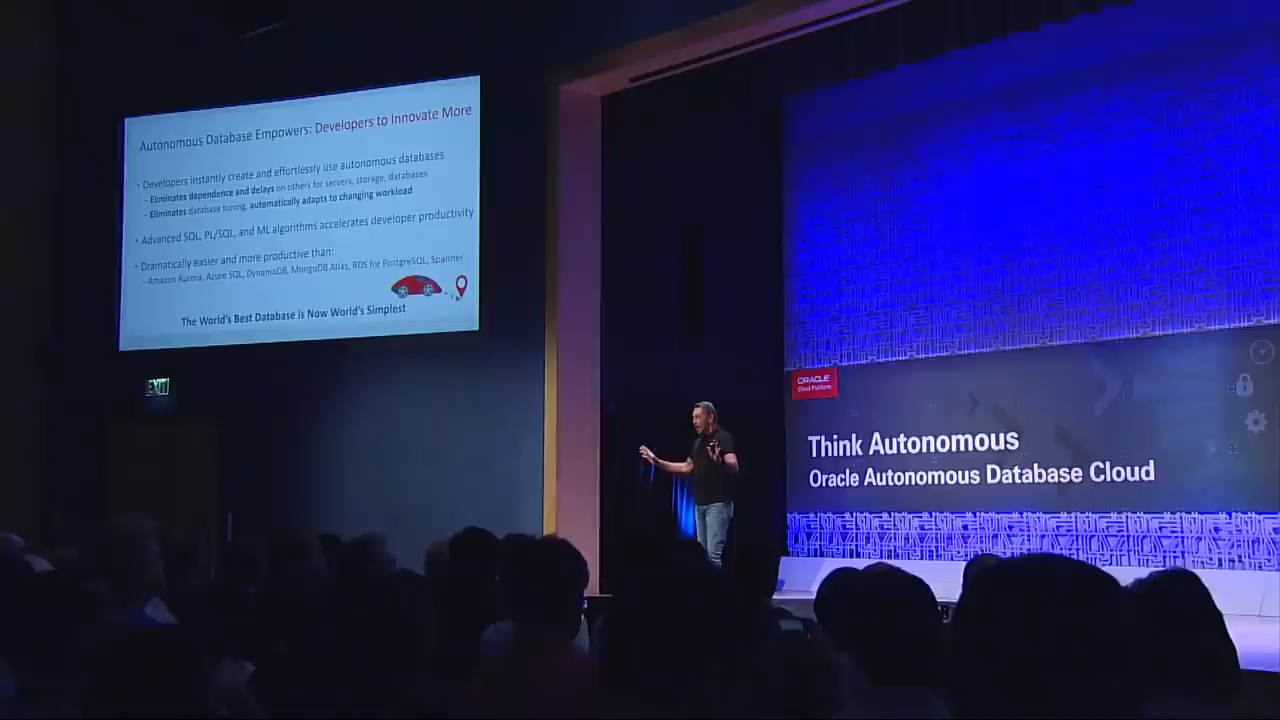 Autonomous Database Empowers: Developers to Innovate More
• Developers instantly create and effortlessly use autonomous databases
– Eliminates dependence and delays on others for servers, storage, databases
– Eliminates database tuning, automatically adapts to changing workload
• Advanced SQL, PL/SQL, and ML algorithms accelerates developer productivity
• Dramatically easier and more productive than:
– Amazon Aurora, Azure SQL, DynamoDB, MongoDB Atlas, RDS for PostgreSQL, Spanner
The World's Best Database is Now World's Simplest
EXIT
ORACLE
Cloud Platform
Think Autonomous
Oracle Autonomous Database Cloud